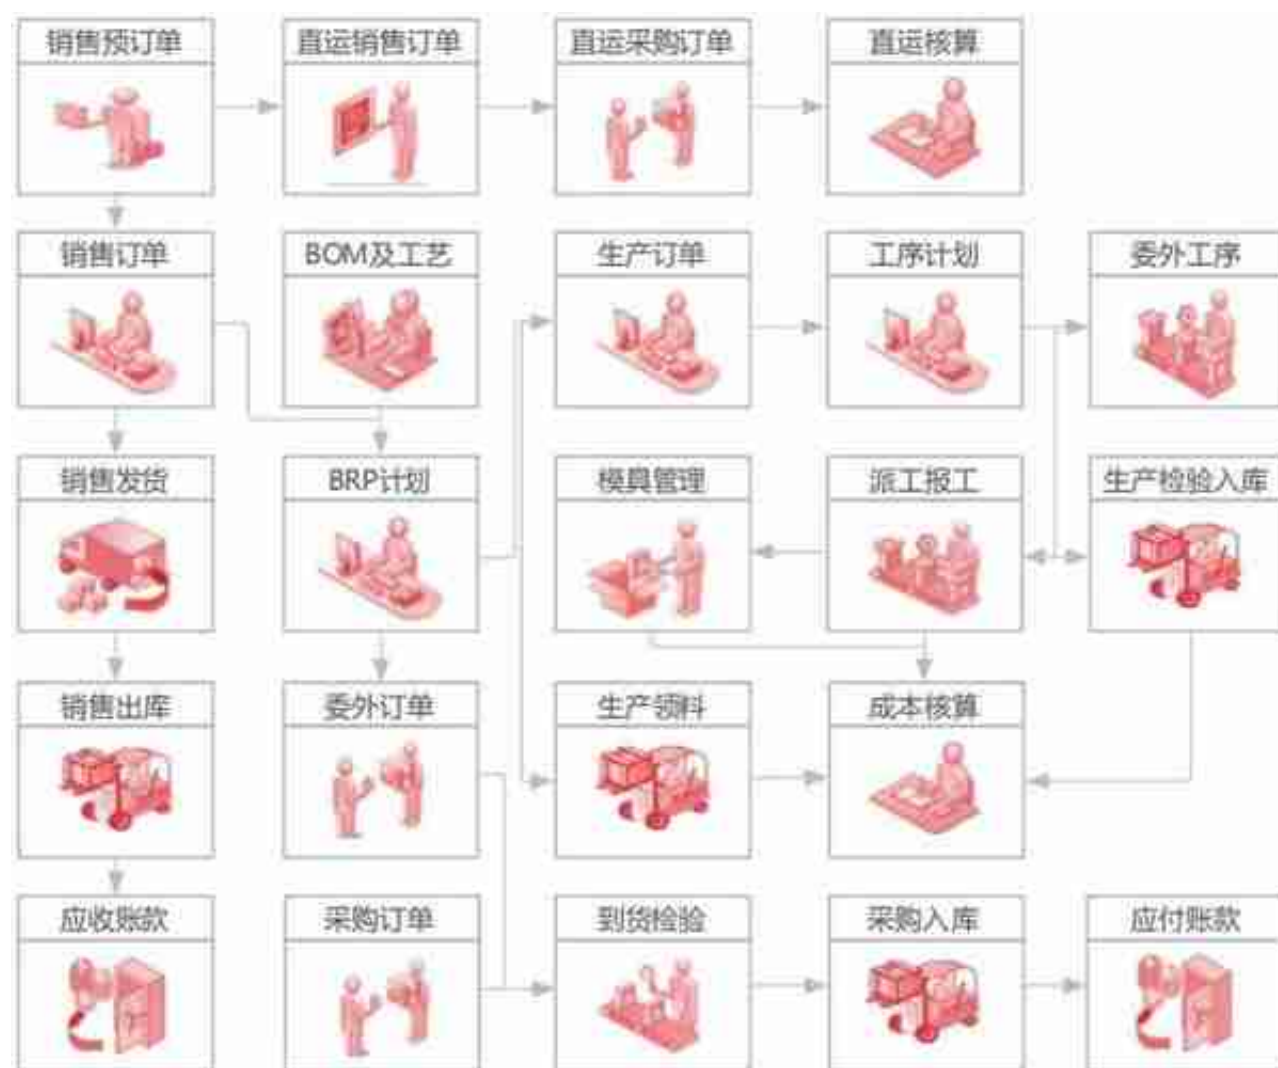 销售预订单
直运销售订单
直运采购订单
直运核算
销售订单
BOM及工艺
生产订单
工序计划
委外工序
销售发货
BRP计划
模具管理
派工报工
生产检验入库
销售出库
委外订单
生产领料
成本核算
应收账款
采购订单
到货检验
采购入库
应付账款